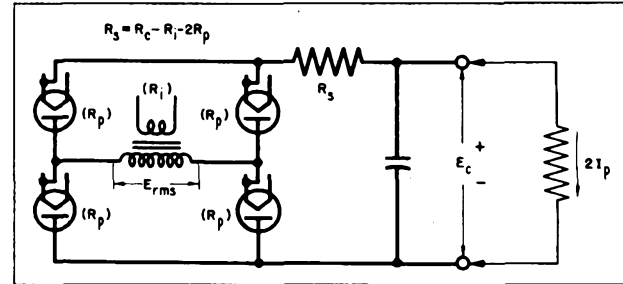 R_s = R_c - R_i - 2R_p
(R_i)
(R_p)
(R_p)
R_s
E_rms
(R_p)
(R_p)
E_c
+
-
2I_p